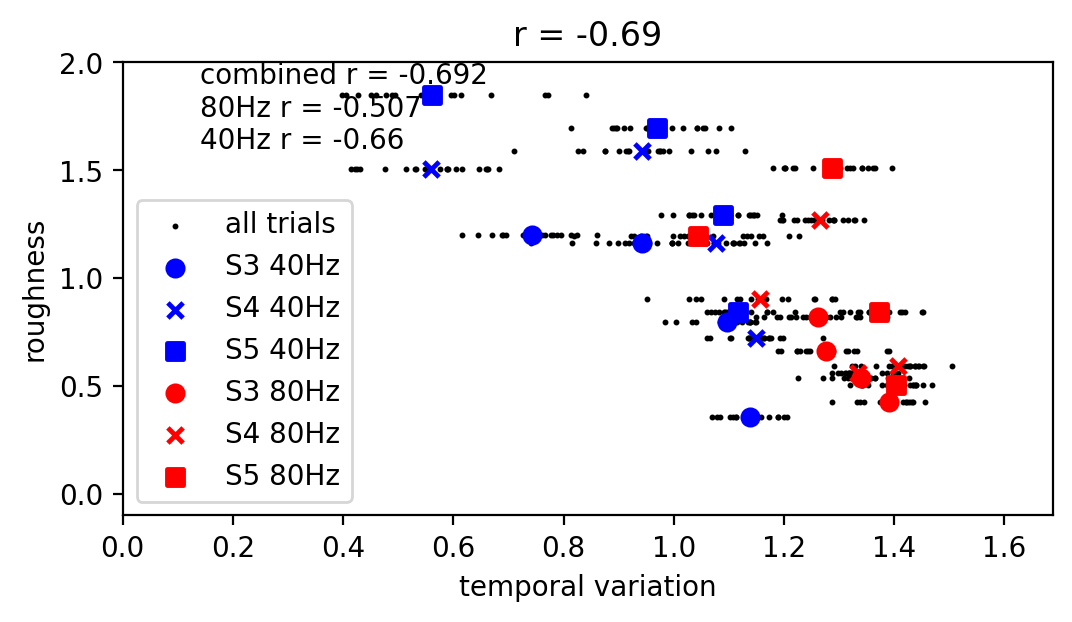 r = -0.69
combined r = -0.692
80Hz r = -0.507
40Hz r = -0.66
2.0
1.5
1.0
0.5
0.0
roughness
all trials
S3 40Hz
S4 40Hz
S5 40Hz
S3 80Hz
S4 80Hz
S5 80Hz
0.0 0.2 0.4 0.6 0.8 1.0 1.2 1.4 1.6
temporal variation